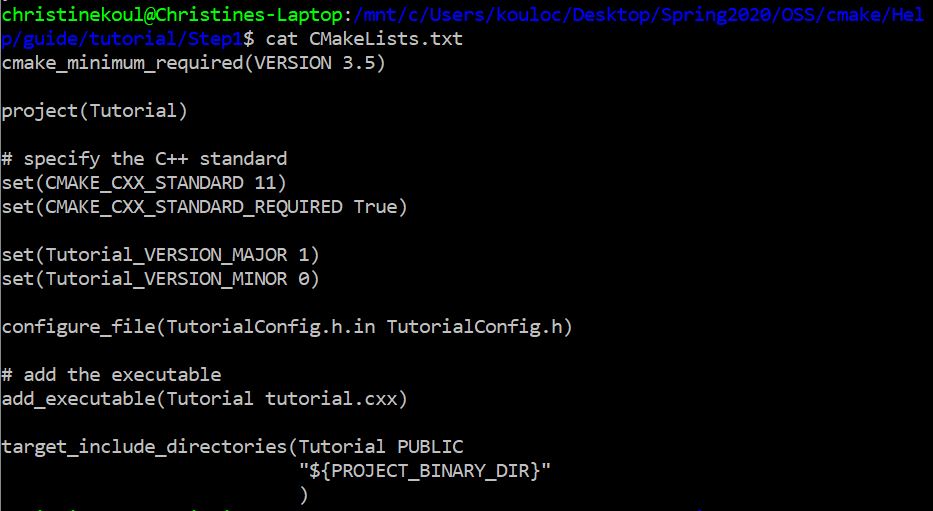 christinekoul@Christines-Laptop:/mnt/c/Users/kouloc/Desktop/Spring2020/OSS/cmake/Hel
p/guide/tutorial/Step1$ cat CMakeLists.txt
cmake_minimum_required(VERSION 3.5)

project(Tutorial)

# specify the C++ standard
set(CMAKE_CXX_STANDARD 11)
set(CMAKE_CXX_STANDARD_REQUIRED True)

set(Tutorial_VERSION_MAJOR 1)
set(Tutorial_VERSION_MINOR 0)

configure_file(TutorialConfig.h.in TutorialConfig.h)

# add the executable
add_executable(Tutorial tutorial.cxx)

target_include_directories(Tutorial PUBLIC
                           "${PROJECT_BINARY_DIR}"
                           )